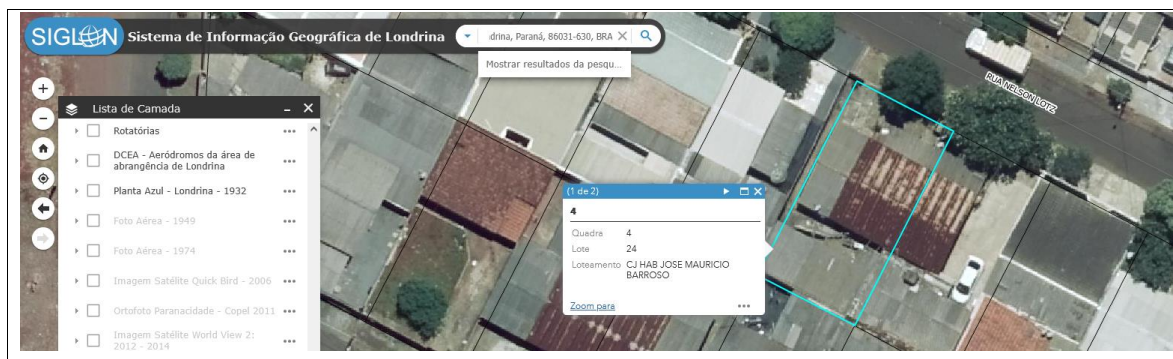 SIGLON Sistema de Informação Geográfica de Londrina
drina, Paraná, 86031-630, BRA
Mostrar resultados da pesqu...
Lista de Camada
Rotatórias
DCEA - Aeródromos da área de
abrangência de Londrina
Planta Azul - Londrina - 1932
Foto Aérea - 1949
Foto Aérea - 1974
Imagem Satélite Quick Bird - 2006
Ortofoto Paranacidade - Copel 2011
Imagem Satélite World View 2:
2012 - 2014
(1 de 2)
4
Quadra 4
Lote 24
Loteamento CJ HAB JOSE MAURICIO
BARROSO
Zoom para
RUA NELSON LOTZ